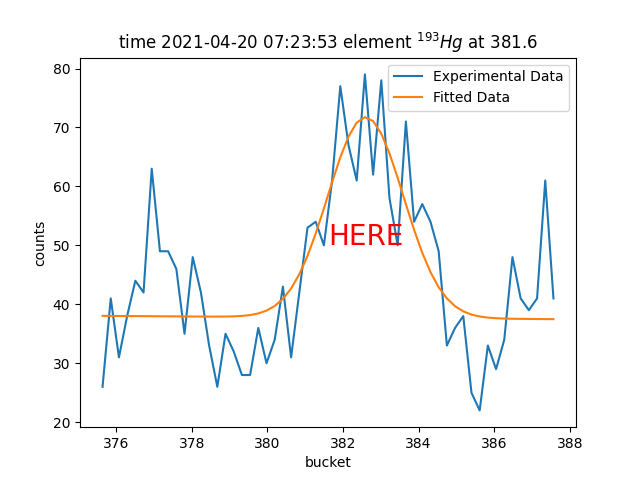 time 2021-04-20 07:23:53 element ¹⁹³Hg at 381.6
Experimental Data
Fitted Data
80
70
60
50
40
30
20
counts
HERE
376 378 380 382 384 386 388
bucket